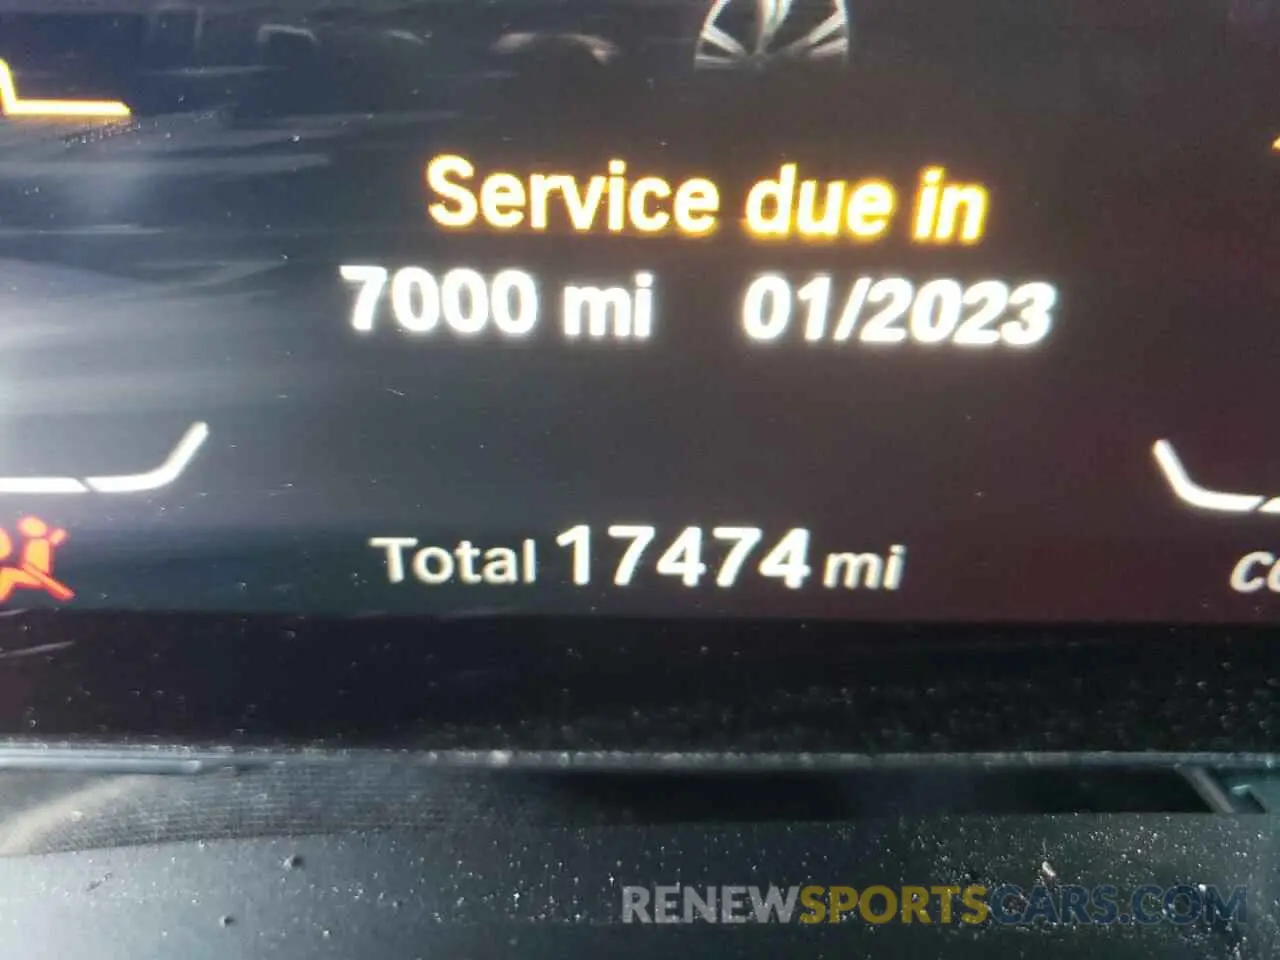 Service due in
7000 mi 01/2023
Total 17474 mi
RENEWSPORTSCARS.COM